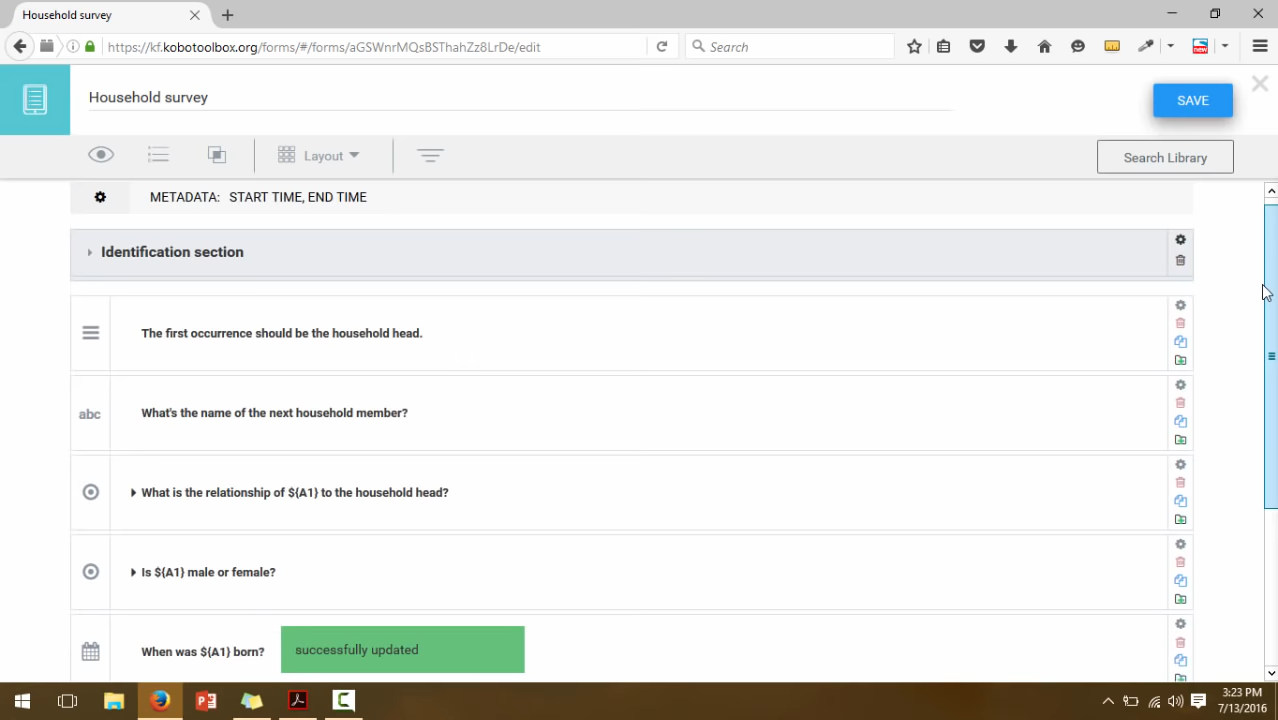 Household survey
https://kf.kobotoolbox.org/forms/#/forms/aGSWnrMQsBSThahZz8LrDe/edit
Search
new
Household survey
SAVE
Layout
Search Library
METADATA: START TIME, END TIME
Identification section
The first occurrence should be the household head.
abc
What's the name of the next household member?
What is the relationship of ${A1} to the household head?
Is ${A1} male or female?
When was ${A1} born?
successfully updated
3:23 PM
7/13/2016